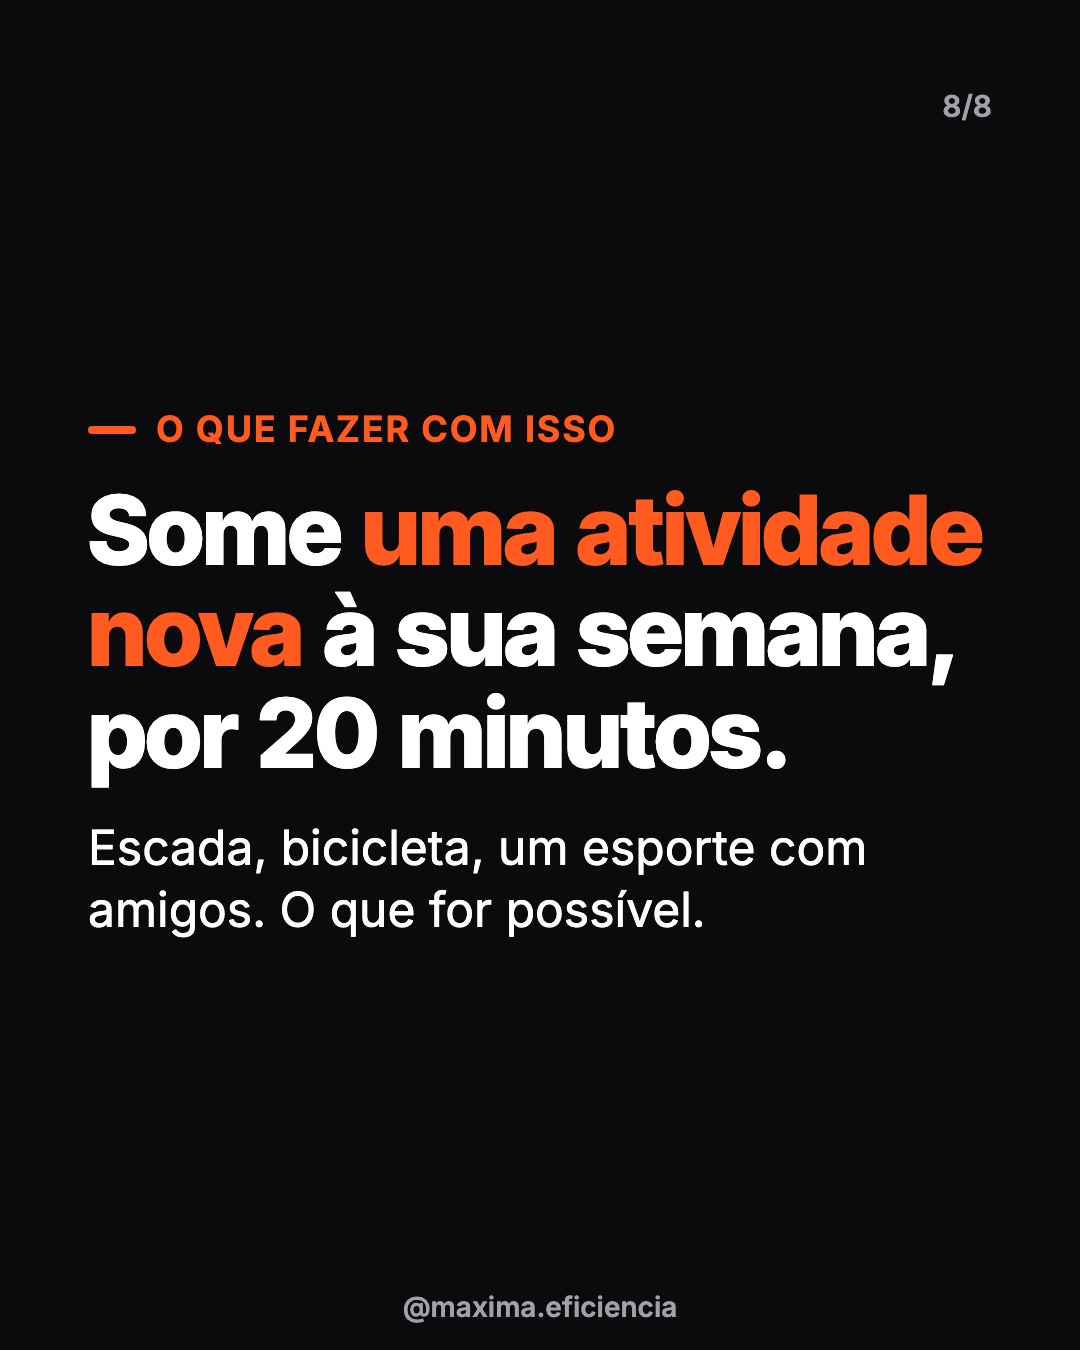 8/8
O QUE FAZER COM ISSO
Some uma atividade
nova à sua semana,
por 20 minutos.
Escada, bicicleta, um esporte com
amigos. O que for possível.
@maxima.eficiencia